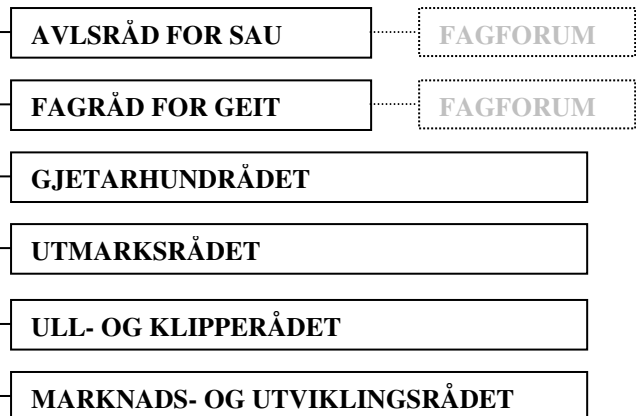 AVLSRÅD FOR SAU FAGFORUM
FAGRÅD FOR GEIT FAGFORUM
GJETARHUNDRÅDET
UTMARKSRÅDET
ULL- OG KLIPPERÅDET
MARKNADS- OG UTVIKLINGSRÅDET